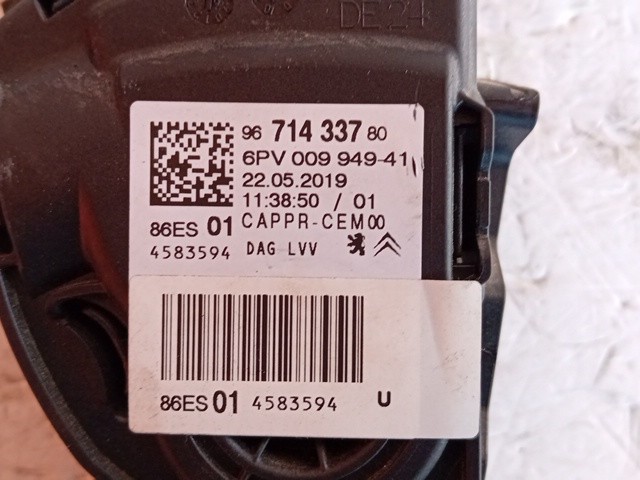 DE24
96 714 337 80
6PV 009 949-41
22.05.2019
11:38:50 / 01
86ES 01 CAPPR-CEM00
4583594 DAG LVV
86ES 01 4583594 U